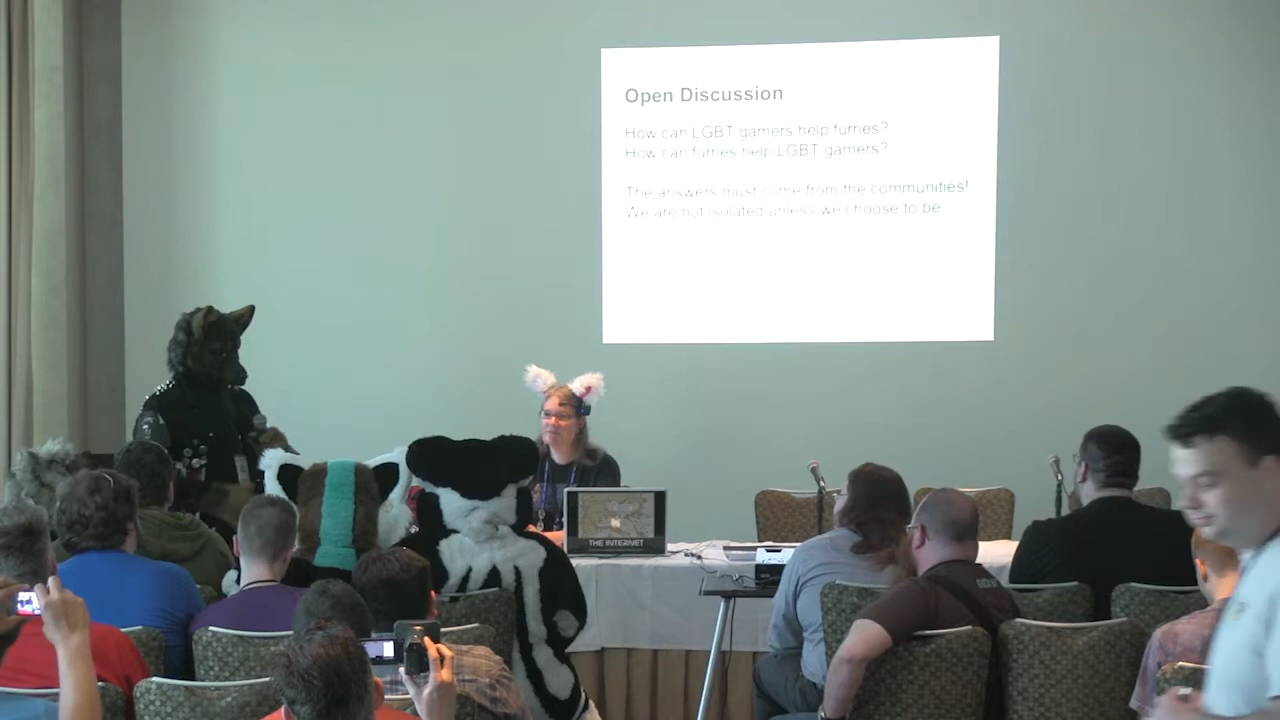 Open Discussion
How can LGBT gamers help furries?
How can furries help LGBT gamers?
The answers must come from the communities!
We are not isolated unless we choose to be
THE INTERNET